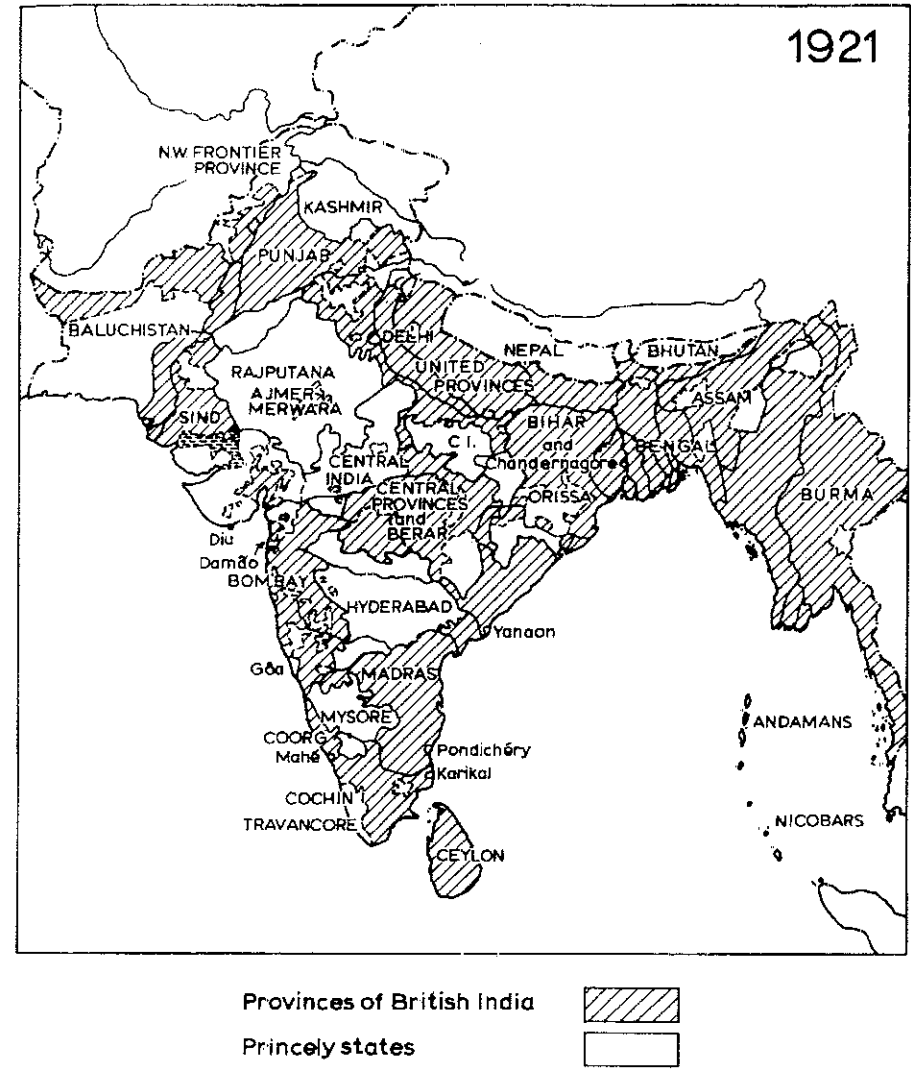 1921
N.W. FRONTIER
PROVINCE
KASHMIR
PUNJAB
BALUCHISTAN
DELHI
NEPAL
BHUTAN
UNITED
PROVINCES
RAJPUTANA
AJMER
MERWARA
ASSAM
SIND
BIHAR
and
C I.
BENGAL
CENTRAL
INDIA
Chandernagore
CENTRAL
PROVINCES
and
BERAR
ORISSA
BURMA
Diu
Damão
BOMBAY
HYDERABAD
Yanaon
Gôa
MADRAS
MYSORE
ANDAMANS
COORG
Mahé
Pondichéry
Karikal
COCHIN
TRAVANCORE
NICOBARS
CEYLON
Provinces of British India
Princely states